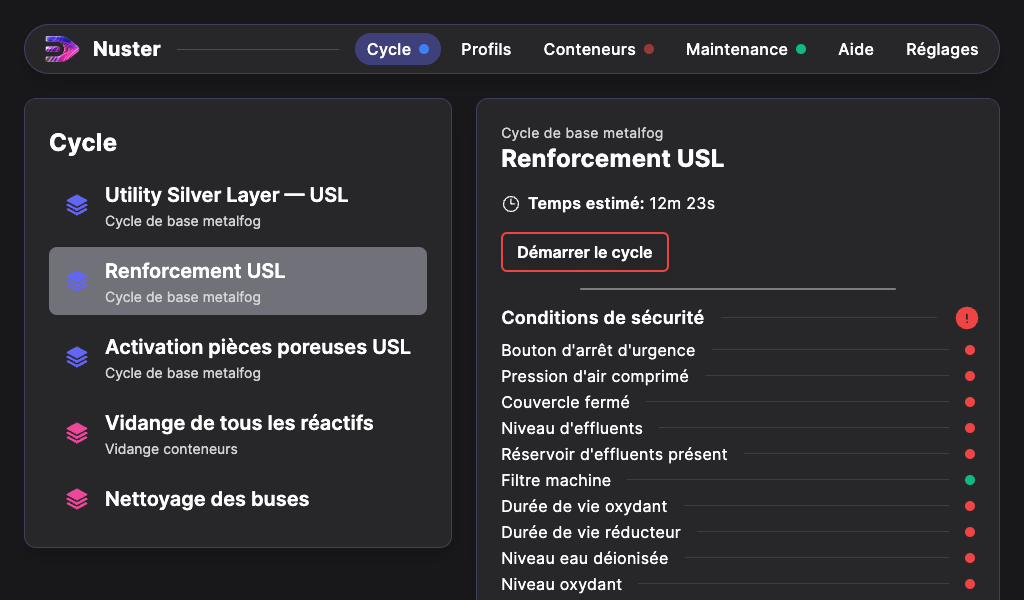 Nuster
Cycle
Profils
Conteneurs
Maintenance
Aide
Réglages
Cycle
Utility Silver Layer — USL
Cycle de base metalfog
Renforcement USL
Cycle de base metalfog
Activation pièces poreuses USL
Cycle de base metalfog
Vidange de tous les réactifs
Vidange conteneurs
Nettoyage des buses
Cycle de base metalfog
Renforcement USL
Temps estimé: 12m 23s
Démarrer le cycle
Conditions de sécurité
Bouton d'arrêt d'urgence
Pression d'air comprimé
Couvercle fermé
Niveau d'effluents
Réservoir d'effluents présent
Filtre machine
Durée de vie oxydant
Durée de vie réducteur
Niveau eau déionisée
Niveau oxydant